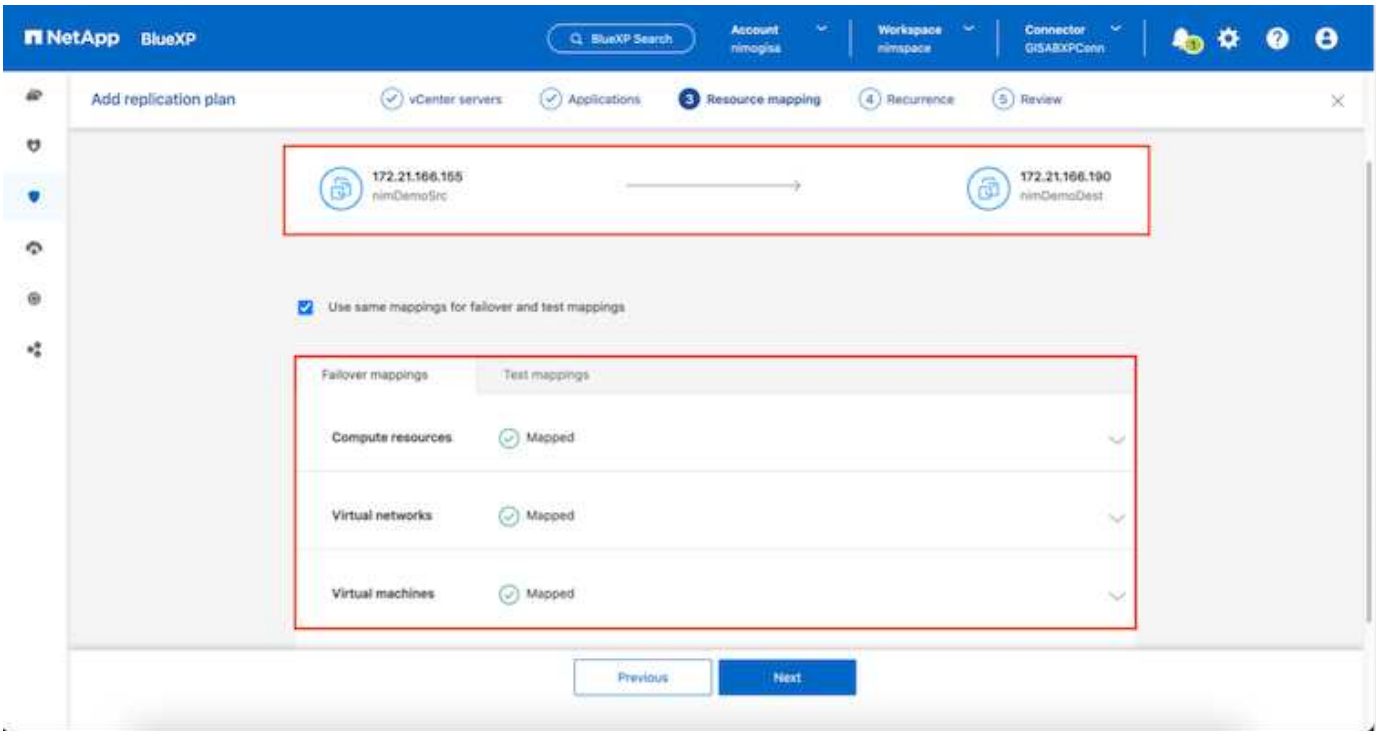 NetApp BlueXP
BlueXP Search
Account
nimogisa
Workspace
nimspace
Connector
GISABXPConn
Add replication plan
vCenter servers
Applications
3 Resource mapping
4 Recurrence
5 Review
172.21.166.155
nimDemoSrc
172.21.166.190
nimDemoDest
Use same mappings for failover and test mappings
Failover mappings
Test mappings
Compute resources
Mapped
Virtual networks
Mapped
Virtual machines
Mapped
Previous
Next